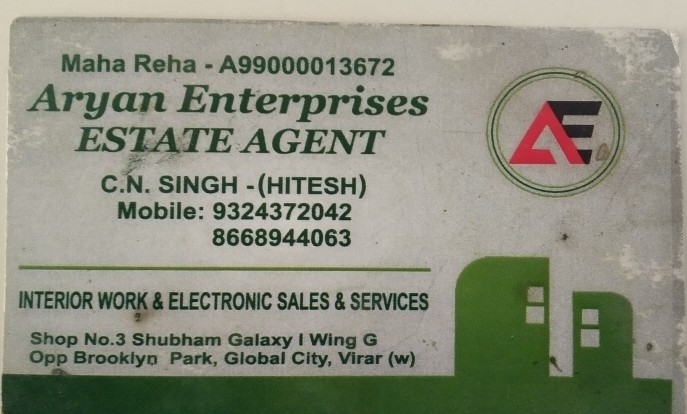 Maha Reha - A99000013672
Aryan Enterprises
ESTATE AGENT
AE
C.N. SINGH - (HITESH)
Mobile: 9324372042
8668944063
INTERIOR WORK & ELECTRONIC SALES & SERVICES
Shop No.3 Shubham Galaxy I Wing G
Opp Brooklyn Park, Global City, Virar (w)